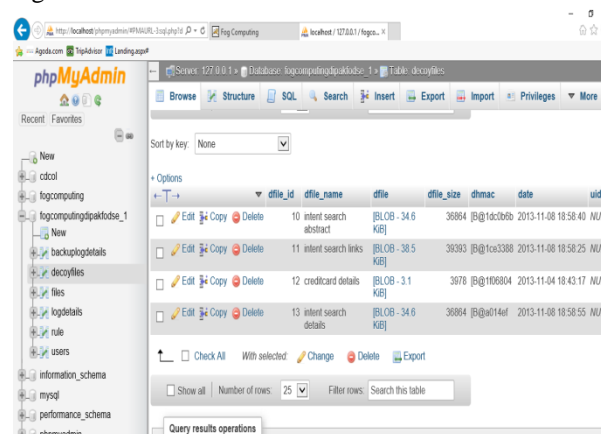 http://localhost/phpmyadmin/#PMAURL-3:sql.php?d
Fog Computing
localhost / 127.0.0.1 / fogco...
Agoda.com TripAdvisor Landing.aspx
phpMyAdmin
Recent Favorites
New
cdcol
fogcomputing
fogcomputingdipakfodse_1
New
backuplogdetails
decoyfiles
files
logdetails
rule
users
information_schema
mysql
performance_schema
phpmyadmin
Server: 127.0.0.1 » Database: fogcomputingdipakfodse_1 » Table: decoyfiles
Browse Structure SQL Search Insert Export Import Privileges More
Sort by key: None
+ Options
dfile_id dfile_name dfile dfile_size dhmac date uid
Edit Copy Delete 10 intent search abstract [BLOB - 34.6 KiB] 36864 [B@1dc0b6b 2013-11-08 18:58:40 NU
Edit Copy Delete 11 intent search links [BLOB - 38.5 KiB] 39393 [B@1ce3388 2013-11-08 18:58:25 NU
Edit Copy Delete 12 creditcard details [BLOB - 3.1 KiB] 3978 [B@1f06804 2013-11-04 18:43:17 NU
Edit Copy Delete 13 intent search details [BLOB - 34.6 KiB] 36864 [B@a014ef 2013-11-08 18:58:55 NU
Check All With selected: Change Delete Export
Show all Number of rows: 25 Filter rows: Search this table
Query results operations